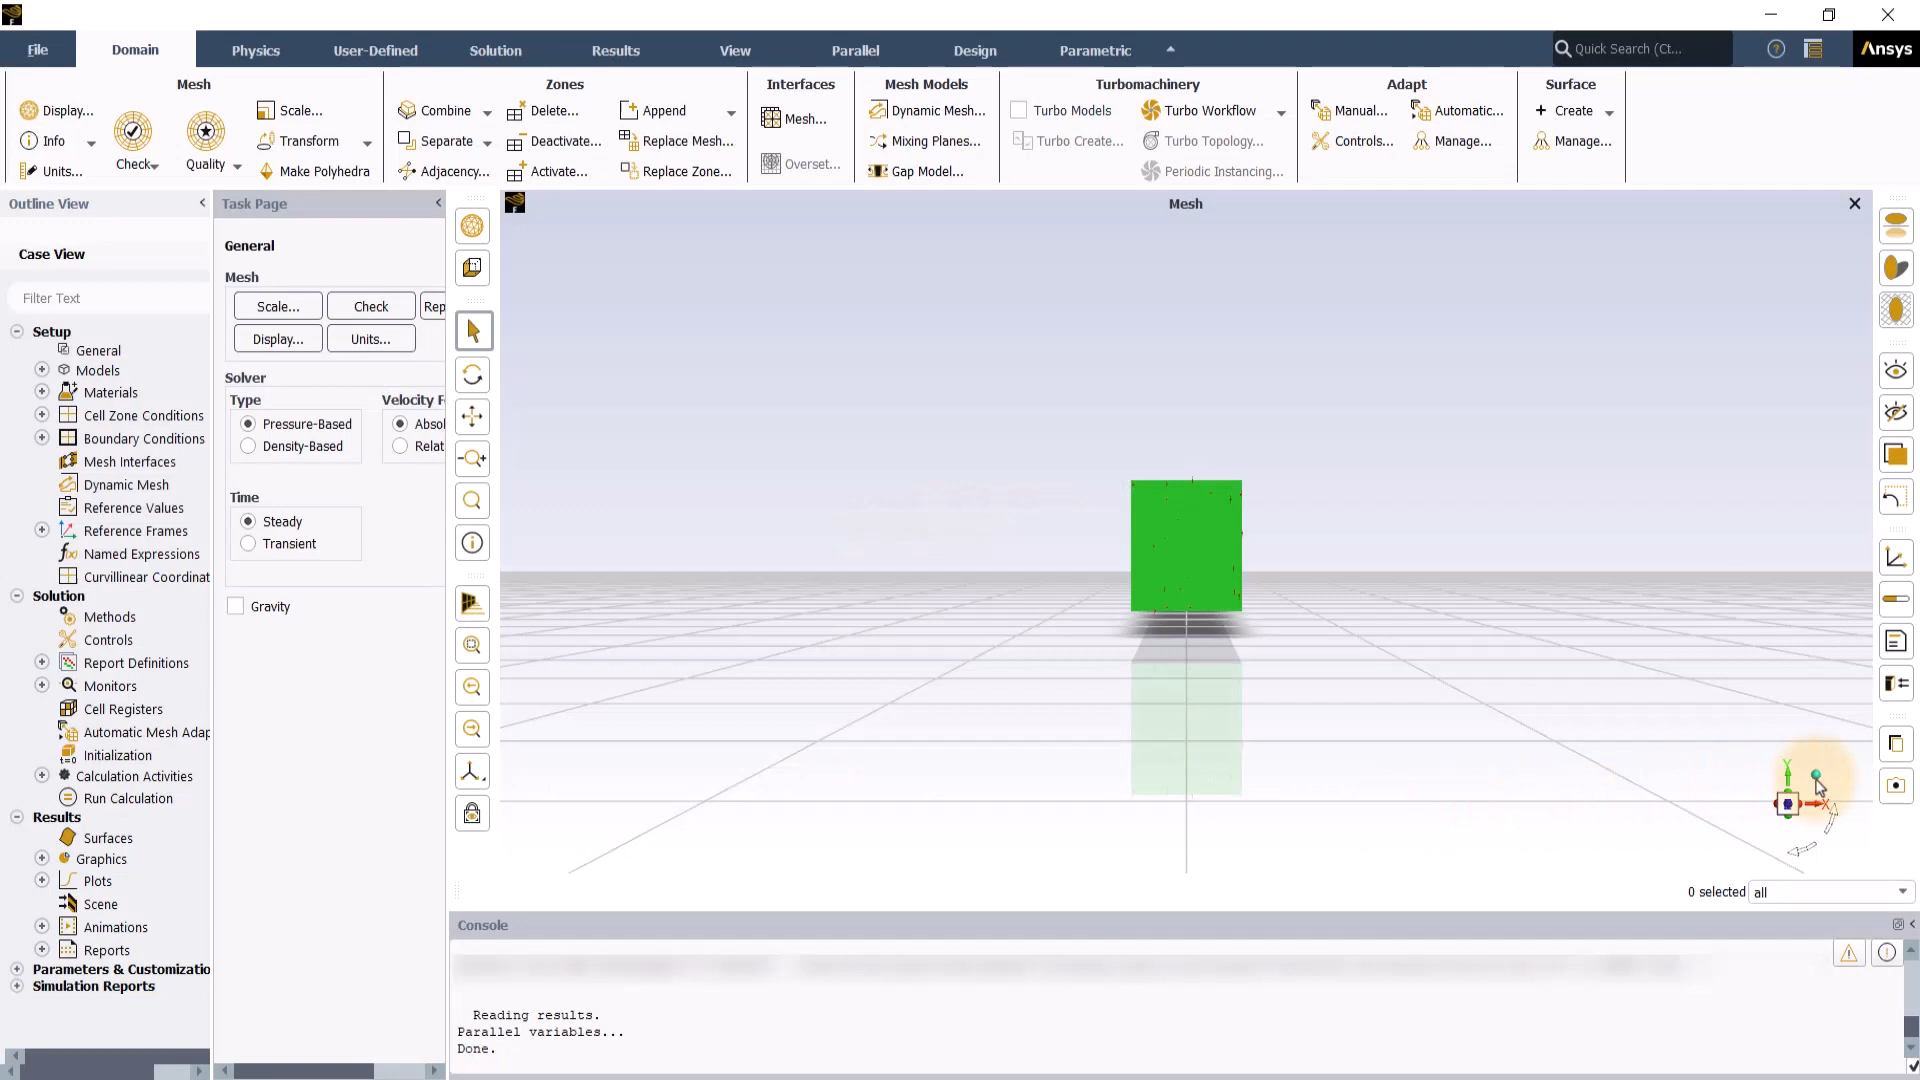 File
Domain
Physics
User-Defined
Solution
Results
View
Parallel
Design
Parametric
Quick Search (Ct...
Ansys
Mesh
Display...
Info
Units...
Check
Quality
Scale...
Transform
Make Polyhedra
Zones
Combine
Separate
Adjacency...
Delete...
Deactivate...
Activate...
Append
Replace Mesh...
Replace Zone...
Interfaces
Mesh...
Overset...
Mesh Models
Dynamic Mesh...
Mixing Planes...
Gap Model...
Turbomachinery
Turbo Models
Turbo Create...
Turbo Workflow
Turbo Topology...
Periodic Instancing...
Adapt
Manual...
Controls...
Automatic...
Manage...
Surface
Create
Manage...
Outline View
Case View
Filter Text
Setup
General
Models
Materials
Cell Zone Conditions
Boundary Conditions
Mesh Interfaces
Dynamic Mesh
Reference Values
Reference Frames
Named Expressions
Curvillinear Coordinat
Solution
Methods
Controls
Report Definitions
Monitors
Cell Registers
Automatic Mesh Adap
Initialization
Calculation Activities
Run Calculation
Results
Surfaces
Graphics
Plots
Scene
Animations
Reports
Parameters & Customizatio
Simulation Reports
Task Page
General
Mesh
Scale...
Check
Rep
Display...
Units...
Solver
Type
Pressure-Based
Density-Based
Velocity F
Absol
Relat
Time
Steady
Transient
Gravity
Mesh
Y
X
0 selected
all
Console
Reading results.
Parallel variables...
Done.